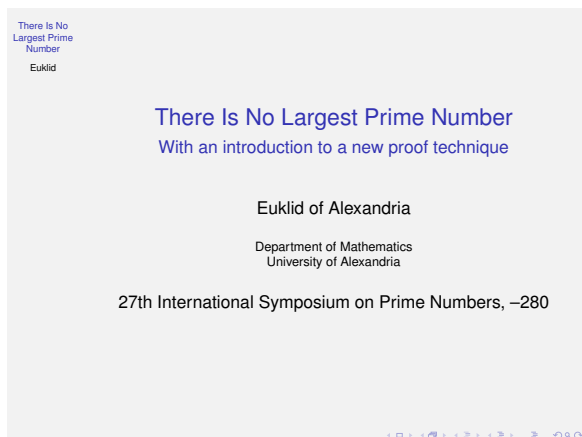 There Is No
Largest Prime
Number
Euklid
There Is No Largest Prime Number
With an introduction to a new proof technique
Euklid of Alexandria
Department of Mathematics
University of Alexandria
27th International Symposium on Prime Numbers, –280